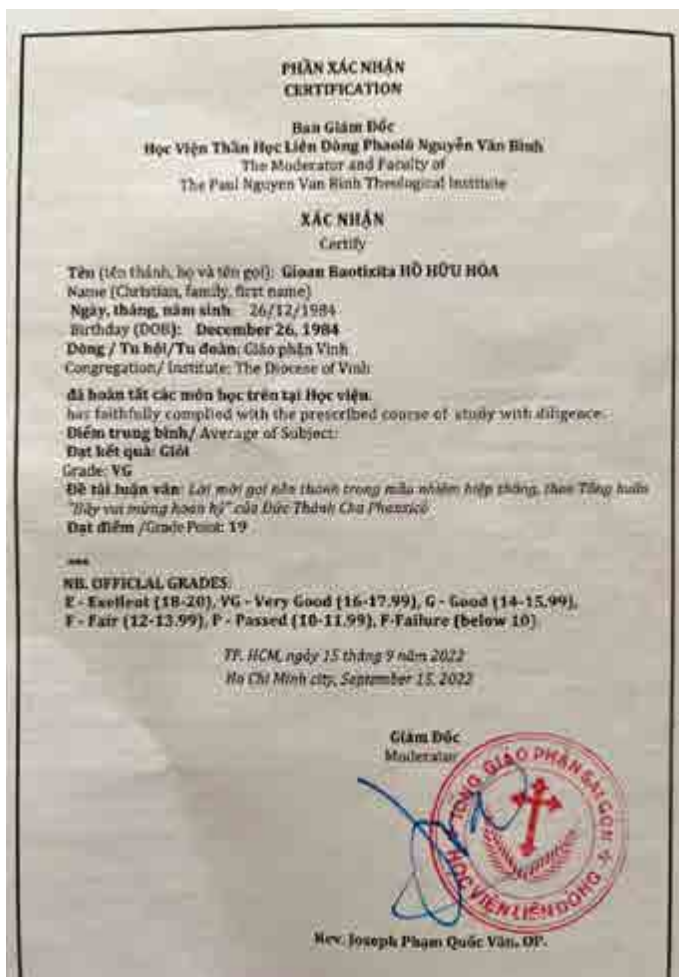 PHẦN XÁC NHẬN
CERTIFICATION
Ban Giám Đốc
Học Viện Thần Học Liên Dòng Phaolô Nguyễn Văn Bình
The Moderator and Faculty of
The Paul Nguyen Van Binh Theological Institute
XÁC NHẬN
Certify
Tên (tên thánh, họ và tên gọi): Gioan Baotixita HỒ HỮU HÒA
Name (Christian, family, first name)
Ngày, tháng, năm sinh: 26/12/1984
Birthday (DOB): December 26, 1984
Dòng / Tu hội/Tu đoàn: Giáo phận Vinh
Congregation/ Institute: The Diocese of Vinh
đã hoàn tất các môn học trên tại Học viện.
has faithfully complied with the prescribed course of study with diligence.
Điểm trung bình/ Average of Subject:
Đạt kết quả: Giỏi
Grade: VG
Đề tài luận văn: Lời mời gọi nên thánh trong mầu nhiệm hiệp thông, theo Tông huấn
"Hãy vui mừng hoan hỷ" của Đức Thánh Cha Phanxicô
Đạt điểm /Grade Point: 19
***
NB. OFFICLAL GRADES:
E - Exellent (18-20), VG - Very Good (16-17.99), G - Good (14-15.99),
F - Fair (12-13.99), P - Passed (10-11.99), F-Failure (below 10)
TP. HCM, ngày 15 tháng 9 năm 2022
Ho Chi Minh city, September 15, 2022
Giám Đốc
Moderator
TỔNG GIÁO PHẬN SÀI GÒN
HỌC VIỆN LIÊN DÒNG
Rev. Joseph Phạm Quốc Văn, OP.